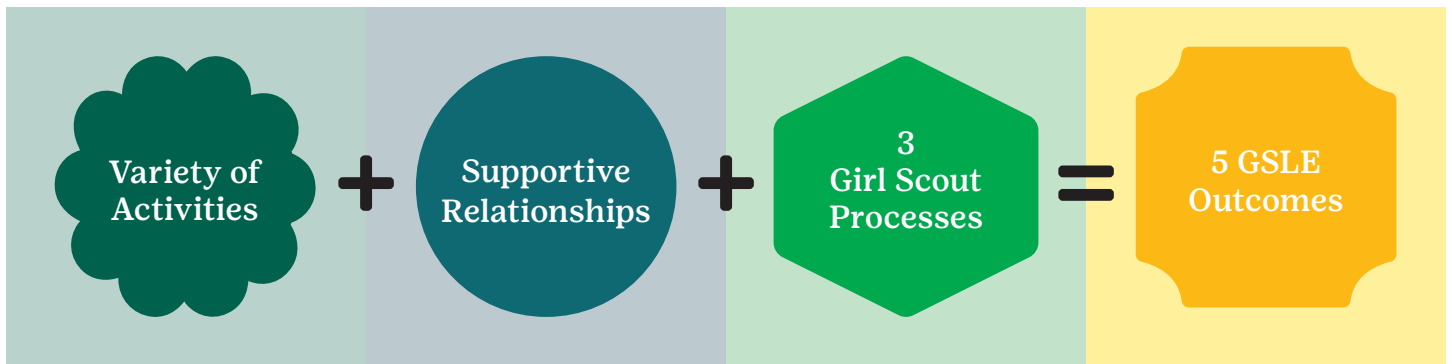 Variety of
Activities
+
Supportive
Relationships
+
3
Girl Scout
Processes
=
5 GSLE
Outcomes